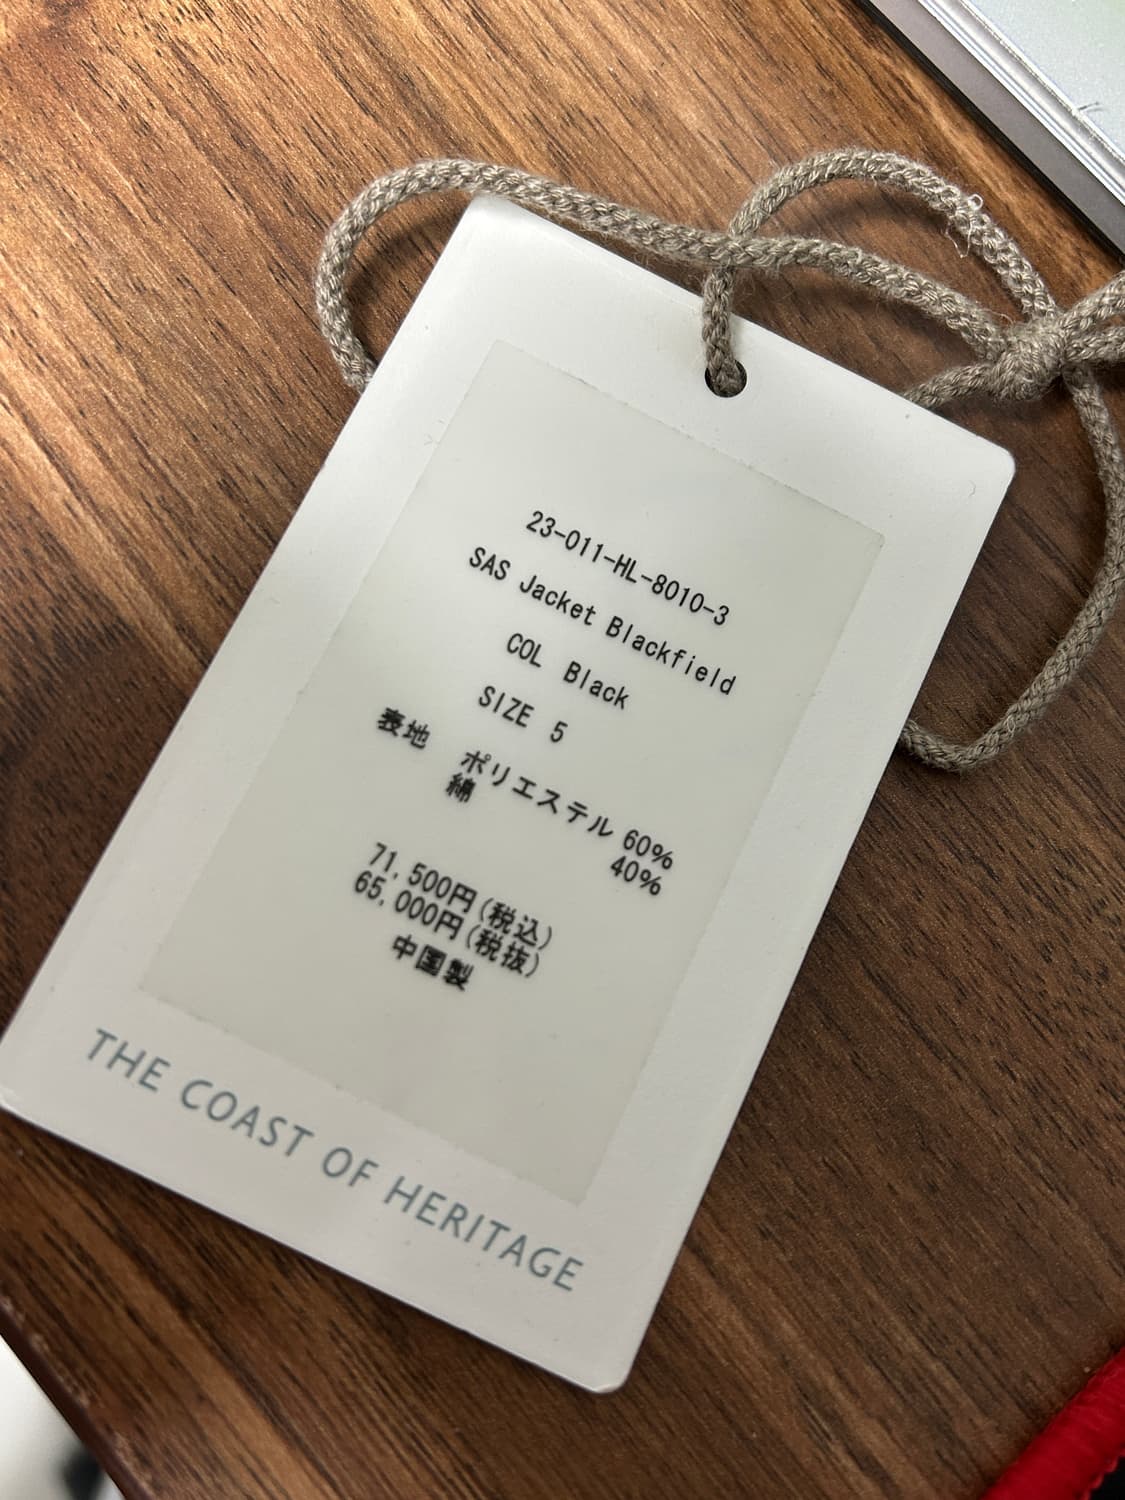 23-011-HL-8010-3
SAS Jacket Blackfield
COL Black
SIZE 5
表地 ポリエステル 60%
綿 40%
71,500円(税込)
65,000円(税抜)
中国製
THE COAST OF HERITAGE